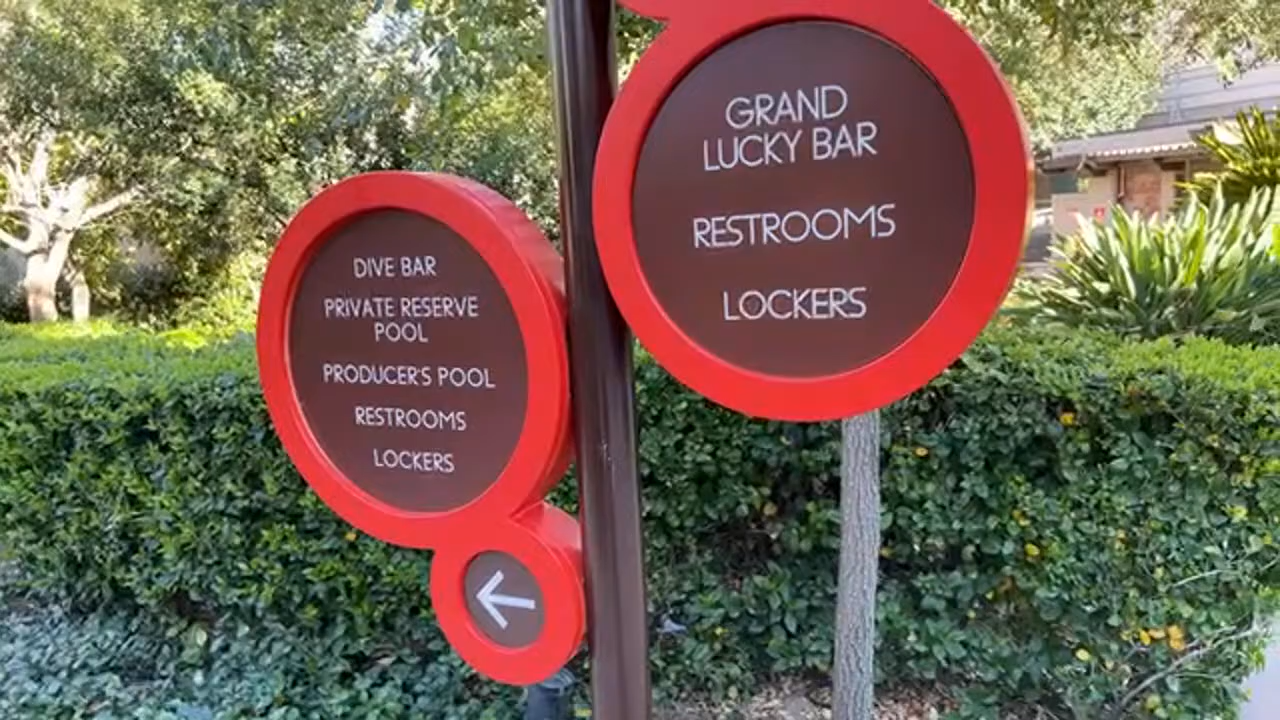 DIVE BAR
PRIVATE RESERVE
POOL
PRODUCER'S POOL
RESTROOMS
LOCKERS
GRAND
LUCKY BAR
RESTROOMS
LOCKERS